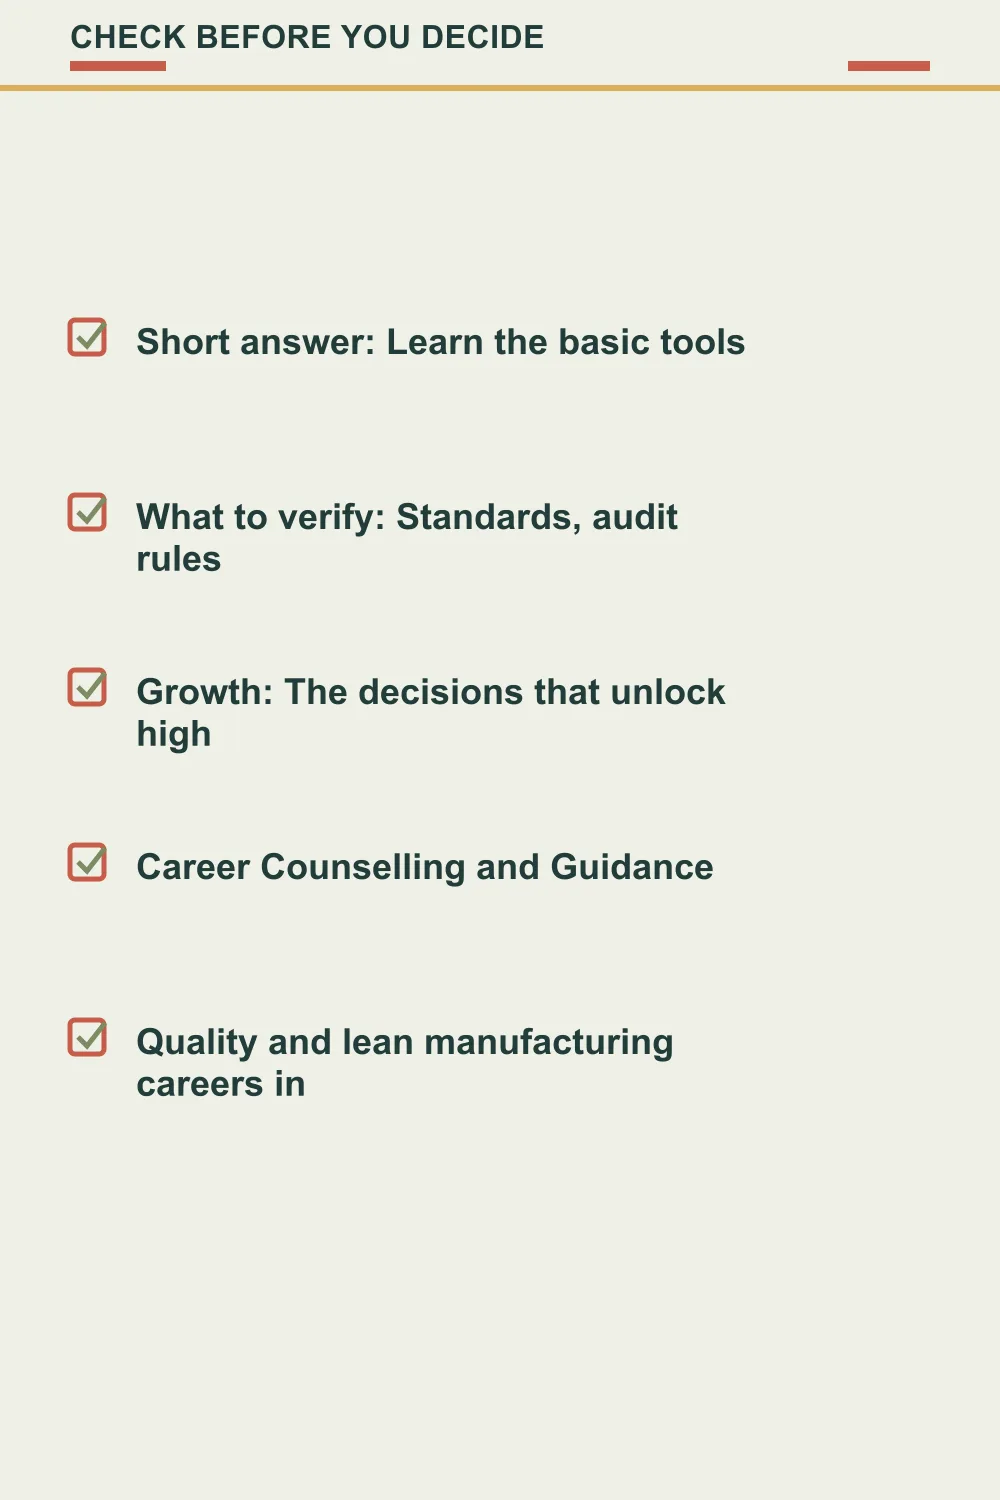 CHECK BEFORE YOU DECIDE
Short answer: Learn the basic tools
What to verify: Standards, audit
rules
Growth: The decisions that unlock
high
Career Counselling and Guidance
Quality and lean manufacturing
careers in